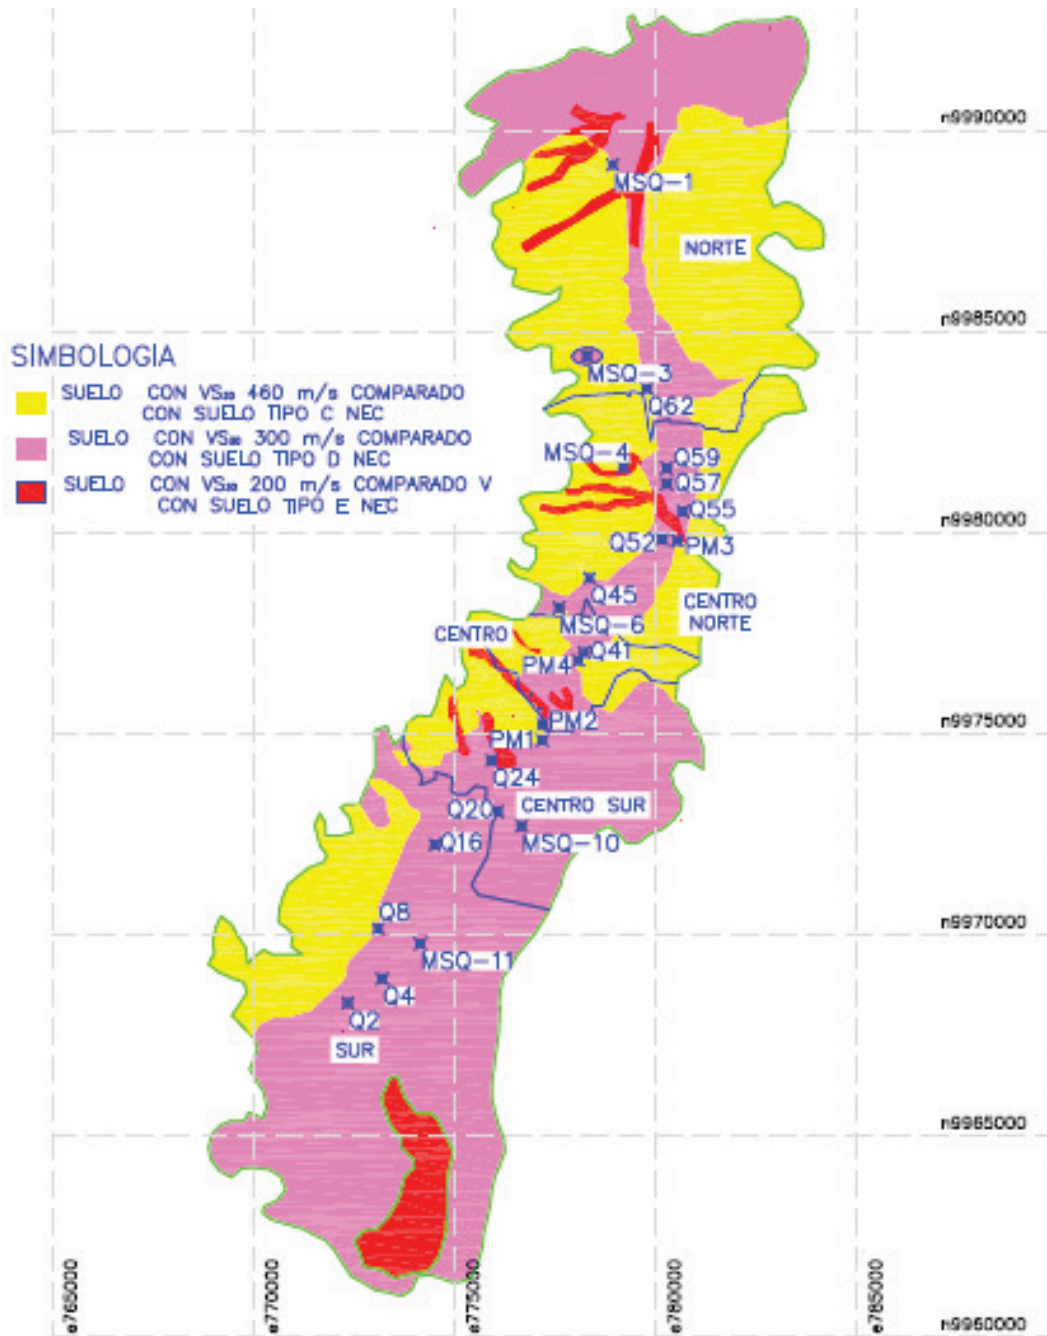 n9990000
MSQ-1
NORTE
n9985000
SIMBOLOGIA
SUELO CON VS₃₀ 460 m/s COMPARADO
CON SUELO TIPO C NEC
SUELO CON VS₃₀ 300 m/s COMPARADO
CON SUELO TIPO D NEC
SUELO CON VS₃₀ 200 m/s COMPARADO V
CON SUELO TIPO E NEC
MSQ-3
Q62
MSQ-4
Q59
Q57
Q55
n9980000
Q52
PM3
Q45
CENTRO
NORTE
MSQ-6
CENTRO
Q41
PM4
PM2
n9975000
PM1
Q24
Q20
CENTRO SUR
Q16
MSQ-10
Q8
n9970000
MSQ-11
Q4
Q2
SUR
n9965000
e765000
e770000
e775000
e780000
e785000
n9960000